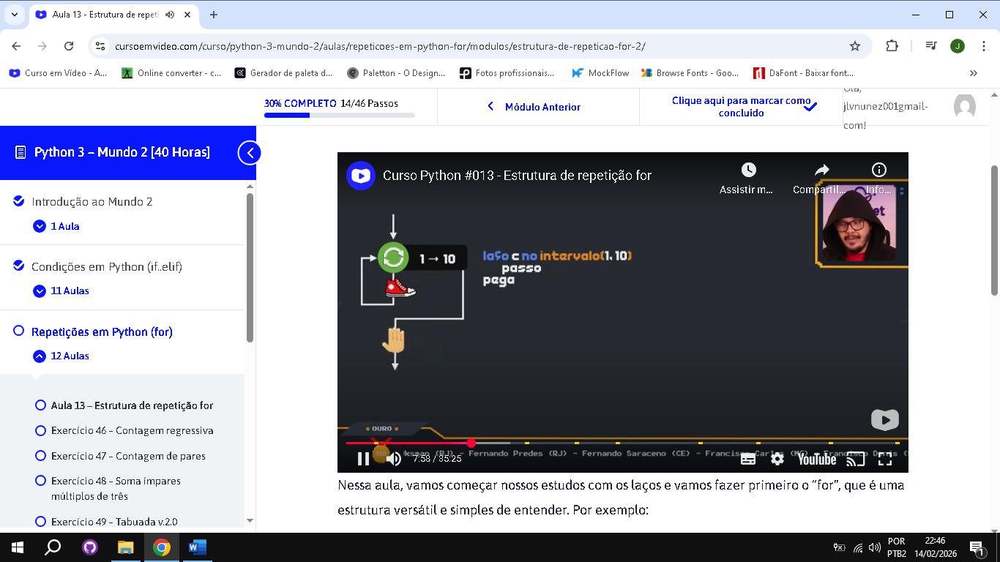 Aula 13 - Estrutura de repeti
cursoemvideo.com/curso/python-3-mundo-2/aulas/repeticoes-em-python-for/modulos/estrutura-de-repeticao-for-2/
J
Curso em Vídeo - A...
Online converter - c...
Gerador de paleta d...
Paletton - O Design...
Fotos profissionais...
MockFlow
Browse Fonts - Goo...
DaFont - Baixar font...
30% COMPLETO 14/46 Passos
Módulo Anterior
Clique aqui para marcar como
concluido
Olá,
jlvnunez001gmail-
com!
Python 3 – Mundo 2 [40 Horas]
Introdução ao Mundo 2
1 Aula
Condições em Python (if..elif)
11 Aulas
Repetições em Python (for)
12 Aulas
Aula 13 – Estrutura de repetição for
Exercício 46 – Contagem regressiva
Exercício 47 – Contagem de pares
Exercício 48 – Soma ímpares
múltiplos de três
Exercício 49 – Tabuada v.2.0
Curso Python #013 - Estrutura de repetição for
Assistir m...
Compartil...
Info...
1 → 10
laço c no intervalo(1, 10)
passo
pega
OURO
(RJ) – Fernando Predes (RJ) – Fernando Saraceno (CE) – Francisco Carlos (MG) – Francisco Denis
7:58 / 35:25
YouTube
Nessa aula, vamos começar nossos estudos com os laços e vamos fazer primeiro o “for”, que é uma
estrutura versátil e simples de entender. Por exemplo:
POR
PTB2
22:46
14/02/2026
1